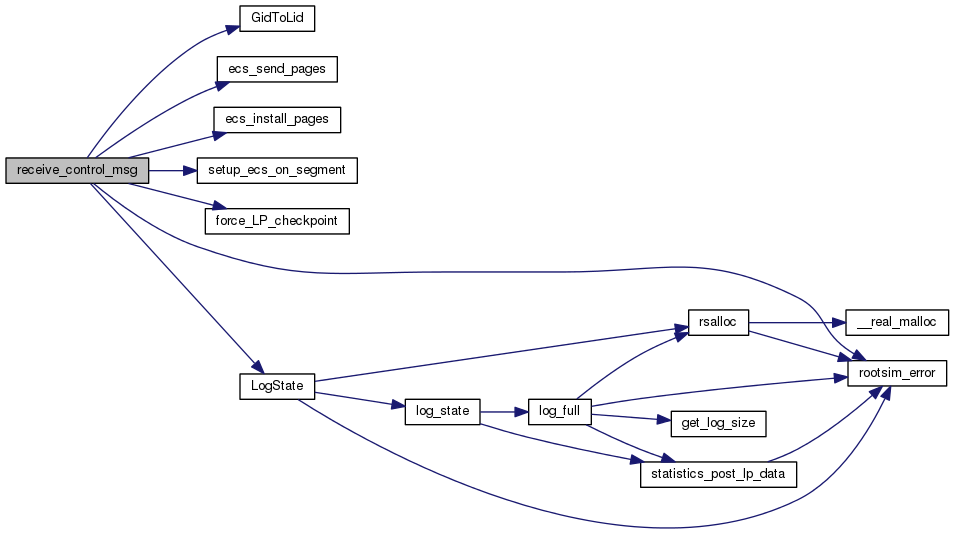 GidToLid
ecs_send_pages
ecs_install_pages
receive_control_msg
setup_ecs_on_segment
force_LP_checkpoint
rsalloc
__real_malloc
rootsim_error
LogState
log_state
log_full
get_log_size
statistics_post_lp_data